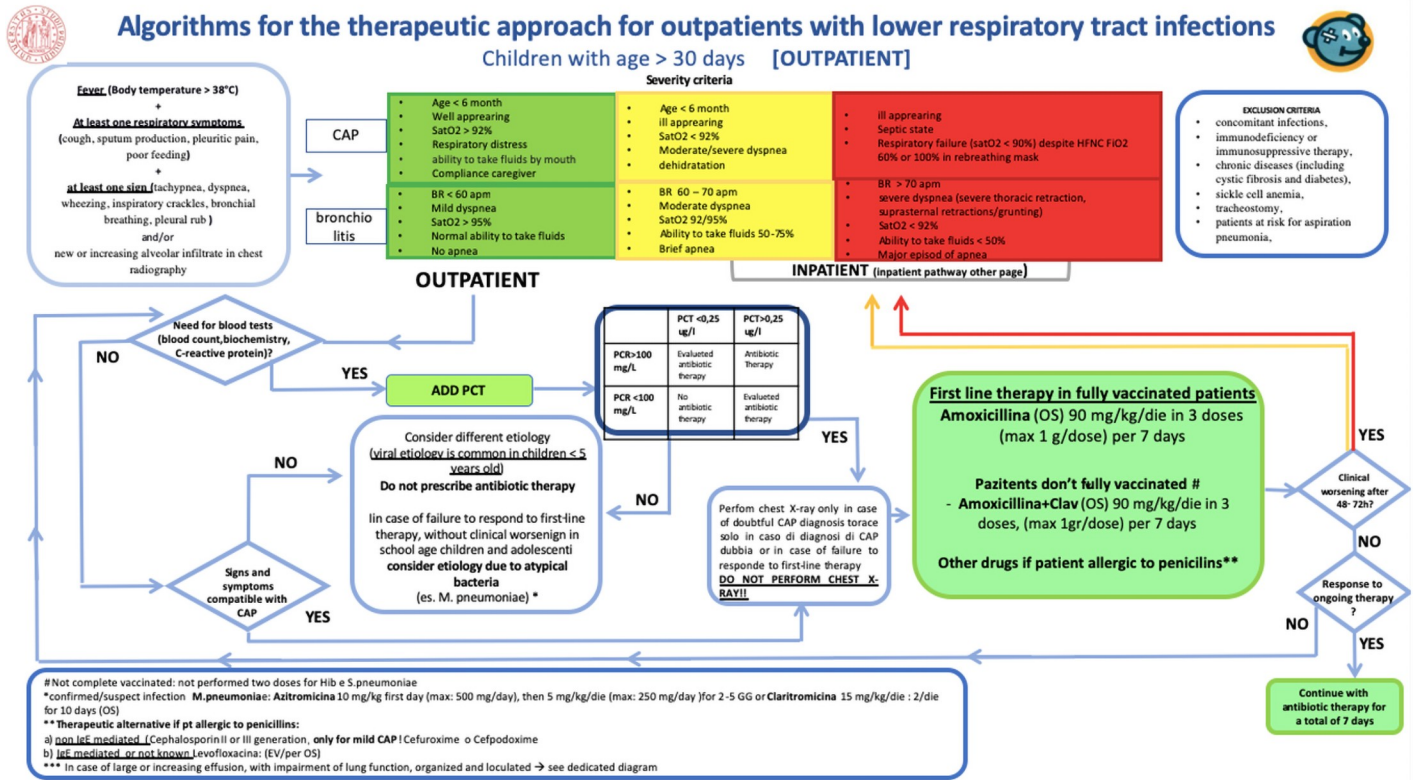 Algorithms for the therapeutic approach for outpatients with lower respiratory tract infections
Children with age > 30 days [OUTPATIENT]
Severity criteria
Fever (Body temperature > 38°C)
+
At least one respiratory symptoms
(cough, sputum production, pleuritic pain,
poor feeding)
+
at least one sign (tachypnea, dyspnea,
wheezing, inspiratory crackles, bronchial
breathing, pleural rub )
and/or
new or increasing alveolar infiltrate in chest
radiography
CAP
• Age < 6 month
• Well apprearing
• SatO2 > 92%
• Respiratory distress
• ability to take fluids by mouth
• Compliance caregiver
• Age < 6 month
• ill apprearing
• SatO2 < 92%
• Moderate/severe dyspnea
• dehidratation
• ill apprearing
• Septic state
• Respiratory failure (satO2 < 90%) despite HFNC FiO2
60% or 100% in rebreathing mask
bronchio
litis
• BR < 60 apm
• Mild dyspnea
• SatO2 > 95%
• Normal ability to take fluids
• No apnea
• BR 60 – 70 apm
• Moderate dyspnea
• SatO2 92/95%
• Ability to take fluids 50-75%
• Brief apnea
• BR > 70 apm
• severe dyspnea (severe thoracic retraction,
suprasternal retractions/grunting)
• SatO2 < 92%
• Ability to take fluids < 50%
• Major episod of apnea
EXCLUSION CRITERIA
• concomitant infections,
• immunodeficiency or
immunosuppressive therapy,
• chronic diseases (including
cystic fibrosis and diabetes),
• sickle cell anemia,
• tracheostomy,
• patients at risk for aspiration
pneumonia,
OUTPATIENT
INPATIENT (inpatient pathway other page)
Need for blood tests
(blood count,biochemistry,
C-reactive protein)?
NO
YES
ADD PCT
PCT <0,25
ug/l
PCT>0,25
ug/l
PCR>100
mg/L
Evalueted
antibiotic
therapy
Antibiotic
Therapy
PCR <100
mg/L
No
antibiotic
therapy
Evalueted
antibiotic
therapy
YES
NO
Consider different etiology
(viral etiology is common in children < 5
years old)
Do not prescribe antibiotic therapy
Iin case of failure to respond to first-line
therapy, without clinical worsenign in
school age children and adolescenti
consider etiology due to atypical
bacteria
(es. M. pneumoniae) *
NO
Signs and
symptoms
compatible with
CAP
YES
Perfom chest X-ray only in case
of doubtful CAP diagnosis torace
solo in caso di diagnosi di CAP
dubbia or in case of failure to
responde to first-line therapy
DO NOT PERFORM CHEST X-
RAY!!
First line therapy in fully vaccinated patients
Amoxicillina (OS) 90 mg/kg/die in 3 doses
(max 1 g/dose) per 7 days
Pazitents don't fully vaccinated #
- Amoxicillina+Clav (OS) 90 mg/kg/die in 3
doses, (max 1gr/dose) per 7 days
Other drugs if patient allergic to penicilins**
YES
Clinical
worsening after
48- 72h?
NO
Response to
ongoing therapy
?
NO
YES
Continue with
antibiotic therapy for
a total of 7 days
#Not complete vaccinated: not performed two doses for Hib e S.pneumoniae
*confirmed/suspect infection M.pneumoniae: Azitromicina 10 mg/kg first day (max: 500 mg/day), then 5 mg/kg/die (max: 250 mg/day )for 2-5 GG or Claritromicina 15 mg/kg/die : 2/die
for 10 days (OS)
**Therapeutic alternative if pt allergic to penicillins:
a) non IgE mediated (Cephalosporin II or III generation, only for mild CAP! Cefuroxime o Cefpodoxime
b) IgE mediated or not known Levofloxacina: (EV/per OS)
*** In case of large or increasing effusion, with impairment of lung function, organized and loculated → see dedicated diagram